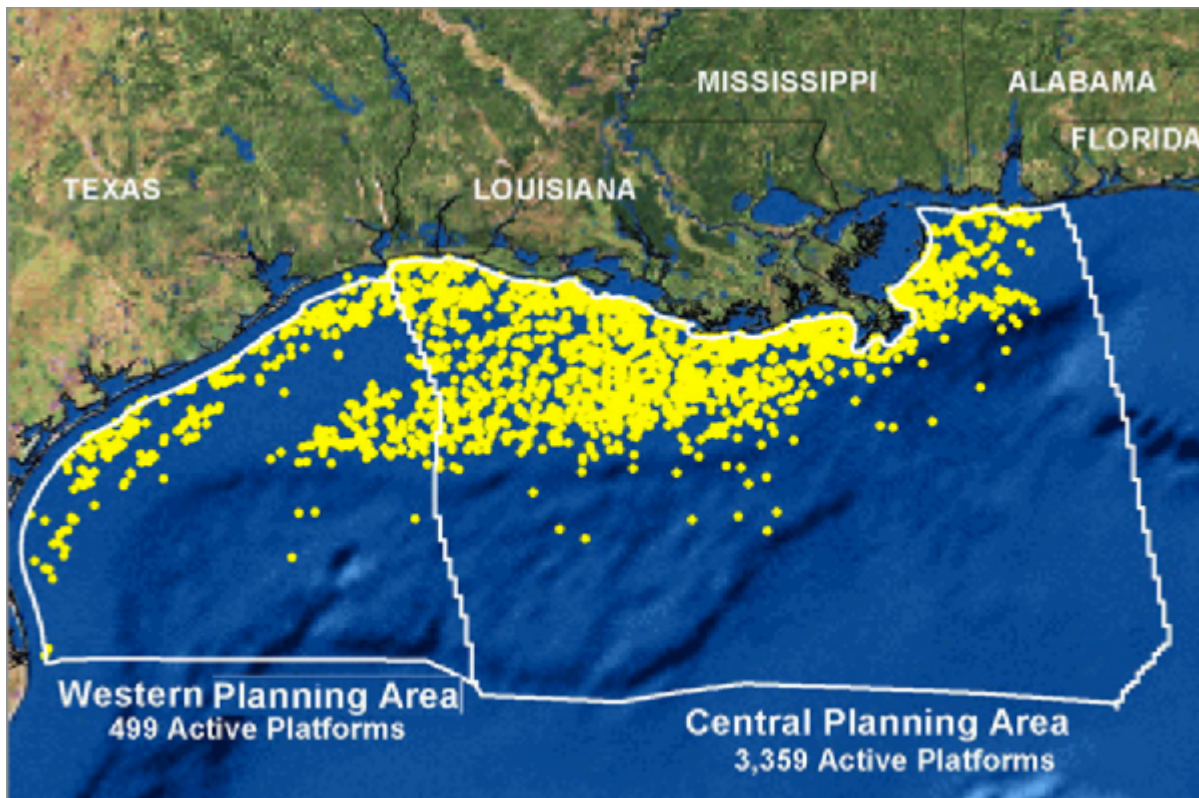 MISSISSIPPI
ALABAMA
FLORIDA
TEXAS
LOUISIANA
Western Planning Area
499 Active Platforms
Central Planning Area
3,359 Active Platforms